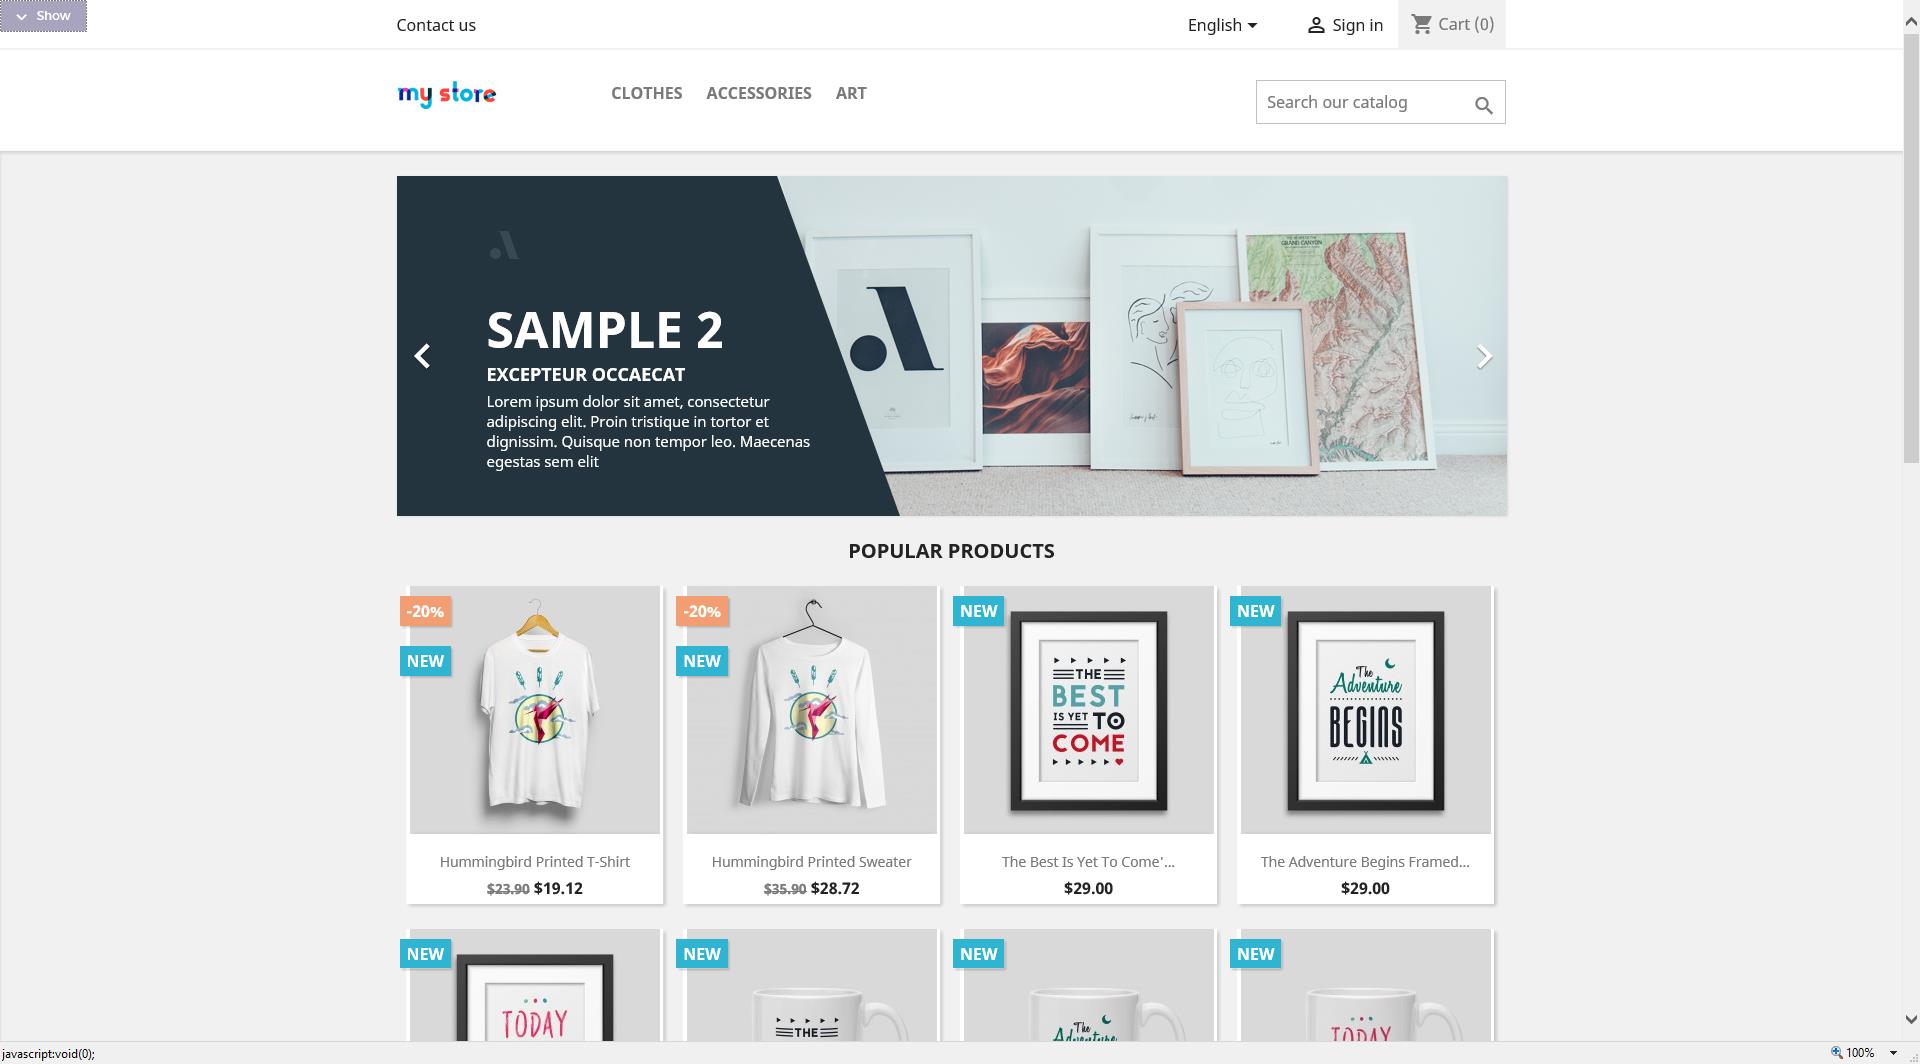 Show
Contact us
English
Sign in
Cart (0)
my store
CLOTHES
ACCESSORIES
ART
Search our catalog
GRAND CANYON
SAMPLE 2
EXCEPTEUR OCCAECAT
Lorem ipsum dolor sit amet, consectetur
adipiscing elit. Proin tristique in tortor et
dignissim. Quisque non tempor leo. Maecenas
egestas sem elit
POPULAR PRODUCTS
-20%
NEW
Hummingbird Printed T-Shirt
$23.90 $19.12
-20%
NEW
Hummingbird Printed Sweater
$35.90 $28.72
NEW
THE
BEST
IS YET TO
COME
The Best Is Yet To Come'...
$29.00
NEW
The
Adventure
BEGINS
The Adventure Begins Framed...
$29.00
NEW
TODAY
NEW
THE
NEW
The
Adventure
NEW
TODAY
javascript:void(0);
100%